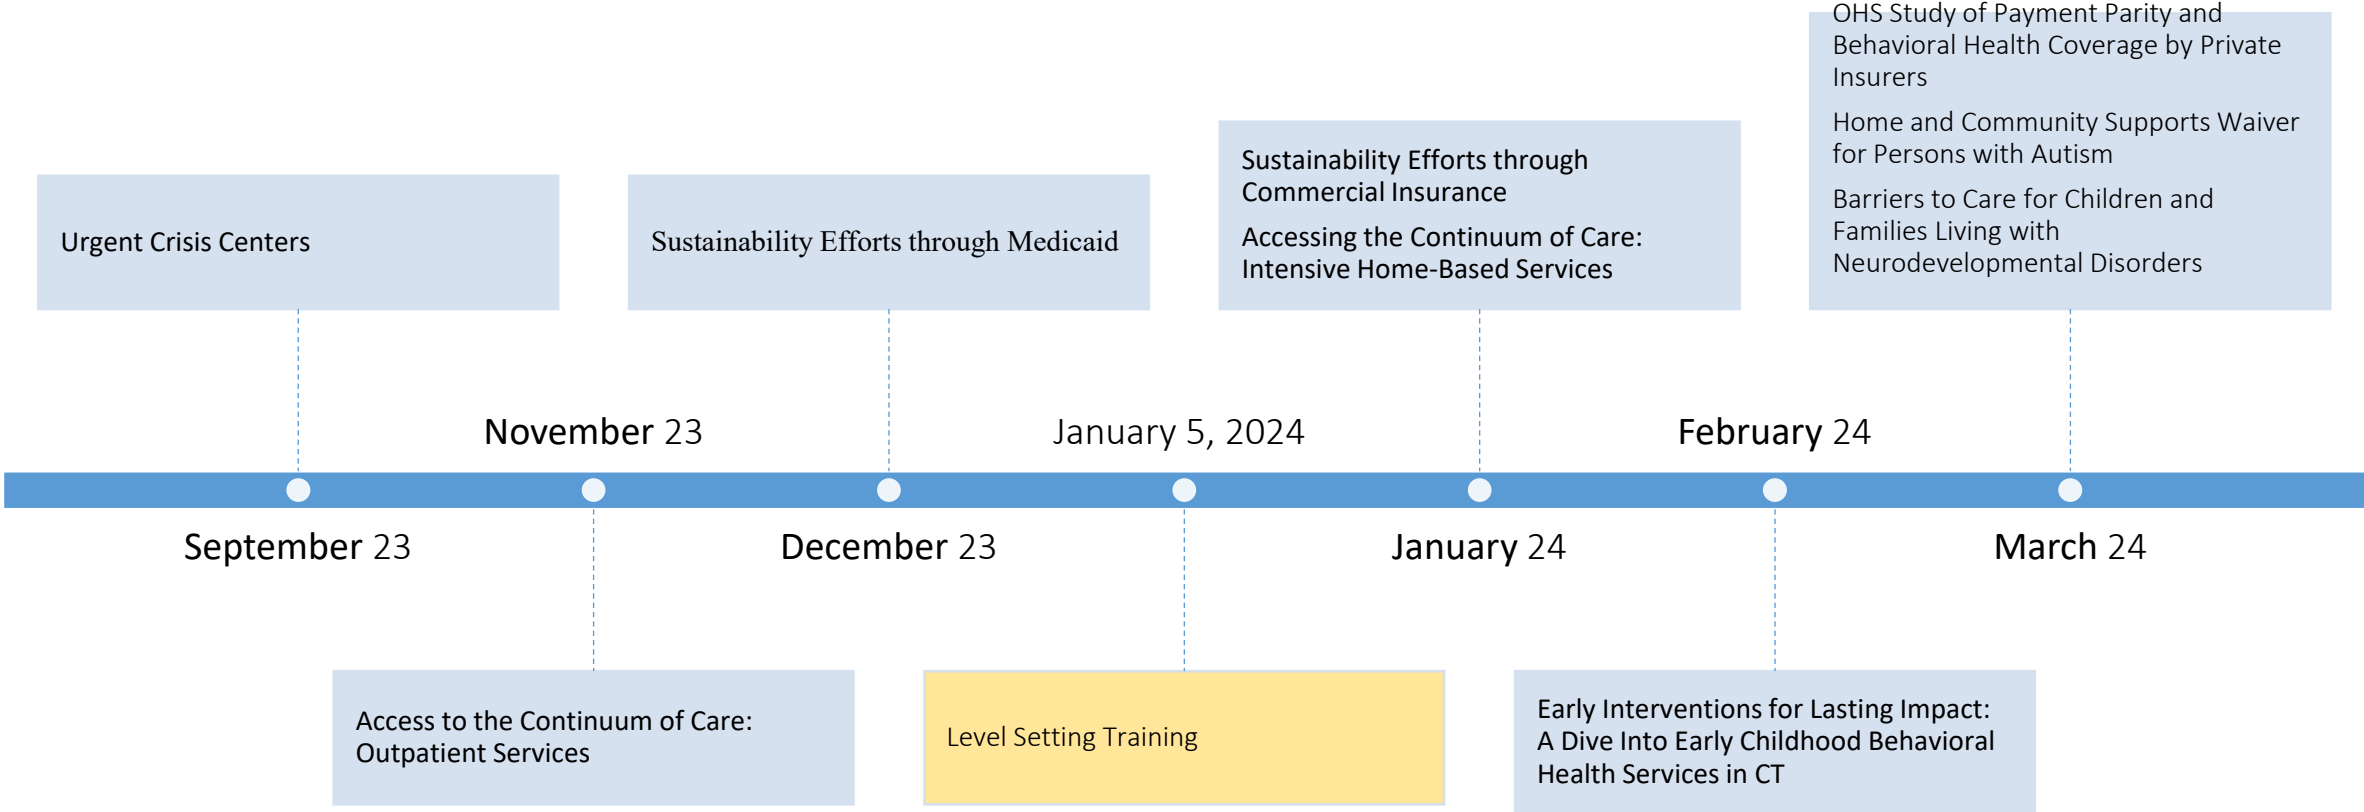 OHS Study of Payment Parity and
Behavioral Health Coverage by Private
Insurers
Home and Community Supports Waiver
for Persons with Autism
Barriers to Care for Children and
Families Living with
Neurodevelopmental Disorders
Sustainability Efforts through
Commercial Insurance
Accessing the Continuum of Care:
Intensive Home-Based Services
Urgent Crisis Centers
Sustainability Efforts through Medicaid
November 23
January 5, 2024
February 24
September 23
December 23
January 24
March 24
Access to the Continuum of Care:
Outpatient Services
Level Setting Training
Early Interventions for Lasting Impact:
A Dive Into Early Childhood Behavioral
Health Services in CT